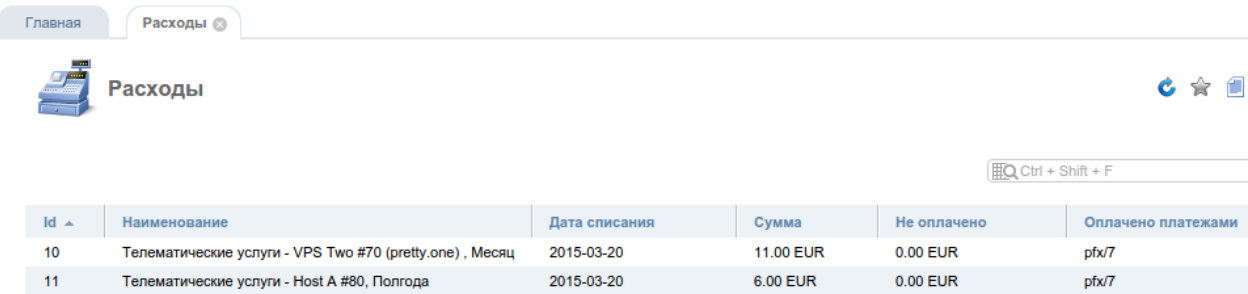 Главная Расходы
Расходы
Ctrl + Shift + F
Id Наименование Дата списания Сумма Не оплачено Оплачено платежами
10 Телематические услуги - VPS Two #70 (pretty.one) , Месяц 2015-03-20 11.00 EUR 0.00 EUR pfx/7
11 Телематические услуги - Host A #80, Полгода 2015-03-20 6.00 EUR 0.00 EUR pfx/7